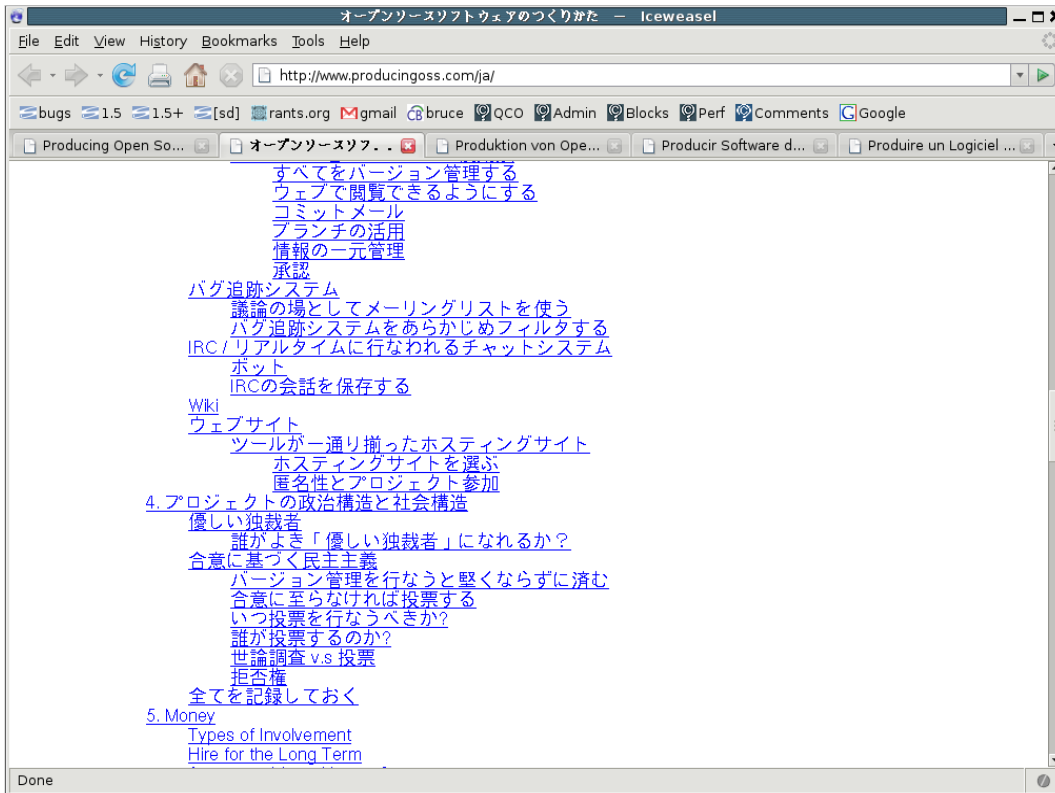 オープンソースソフトウェアのつくりかた — Iceweasel
File Edit View History Bookmarks Tools Help
http://www.producingoss.com/ja/
bugs 1.5 1.5+ [sd] rants.org gmail bruce QCO Admin Blocks Perf Comments Google
Producing Open So... オープンソースソフ... Produktion von Ope... Producir Software d... Produire un Logiciel ...
すべてをバージョン管理する
ウェブで閲覧できるようにする
コミットメール
ブランチの活用
情報の一元管理
承認
バグ追跡システム
議論の場としてメーリングリストを使う
バグ追跡システムをあらかじめフィルタする
IRC / リアルタイムに行なわれるチャットシステム
ボット
IRCの会話を保存する
Wiki
ウェブサイト
ツールが一通り揃ったホスティングサイト
ホスティングサイトを選ぶ
匿名性とプロジェクト参加
4. プロジェクトの政治構造と社会構造
優しい独裁者
誰がよき「優しい独裁者」になれるか？
合意に基づく民主主義
バージョン管理を行なうと堅くならずに済む
合意に至らなければ投票する
いつ投票を行なうべきか?
誰が投票するのか?
世論調査 v.s 投票
拒否権
全てを記録しておく
5. Money
Types of Involvement
Hire for the Long Term
Done